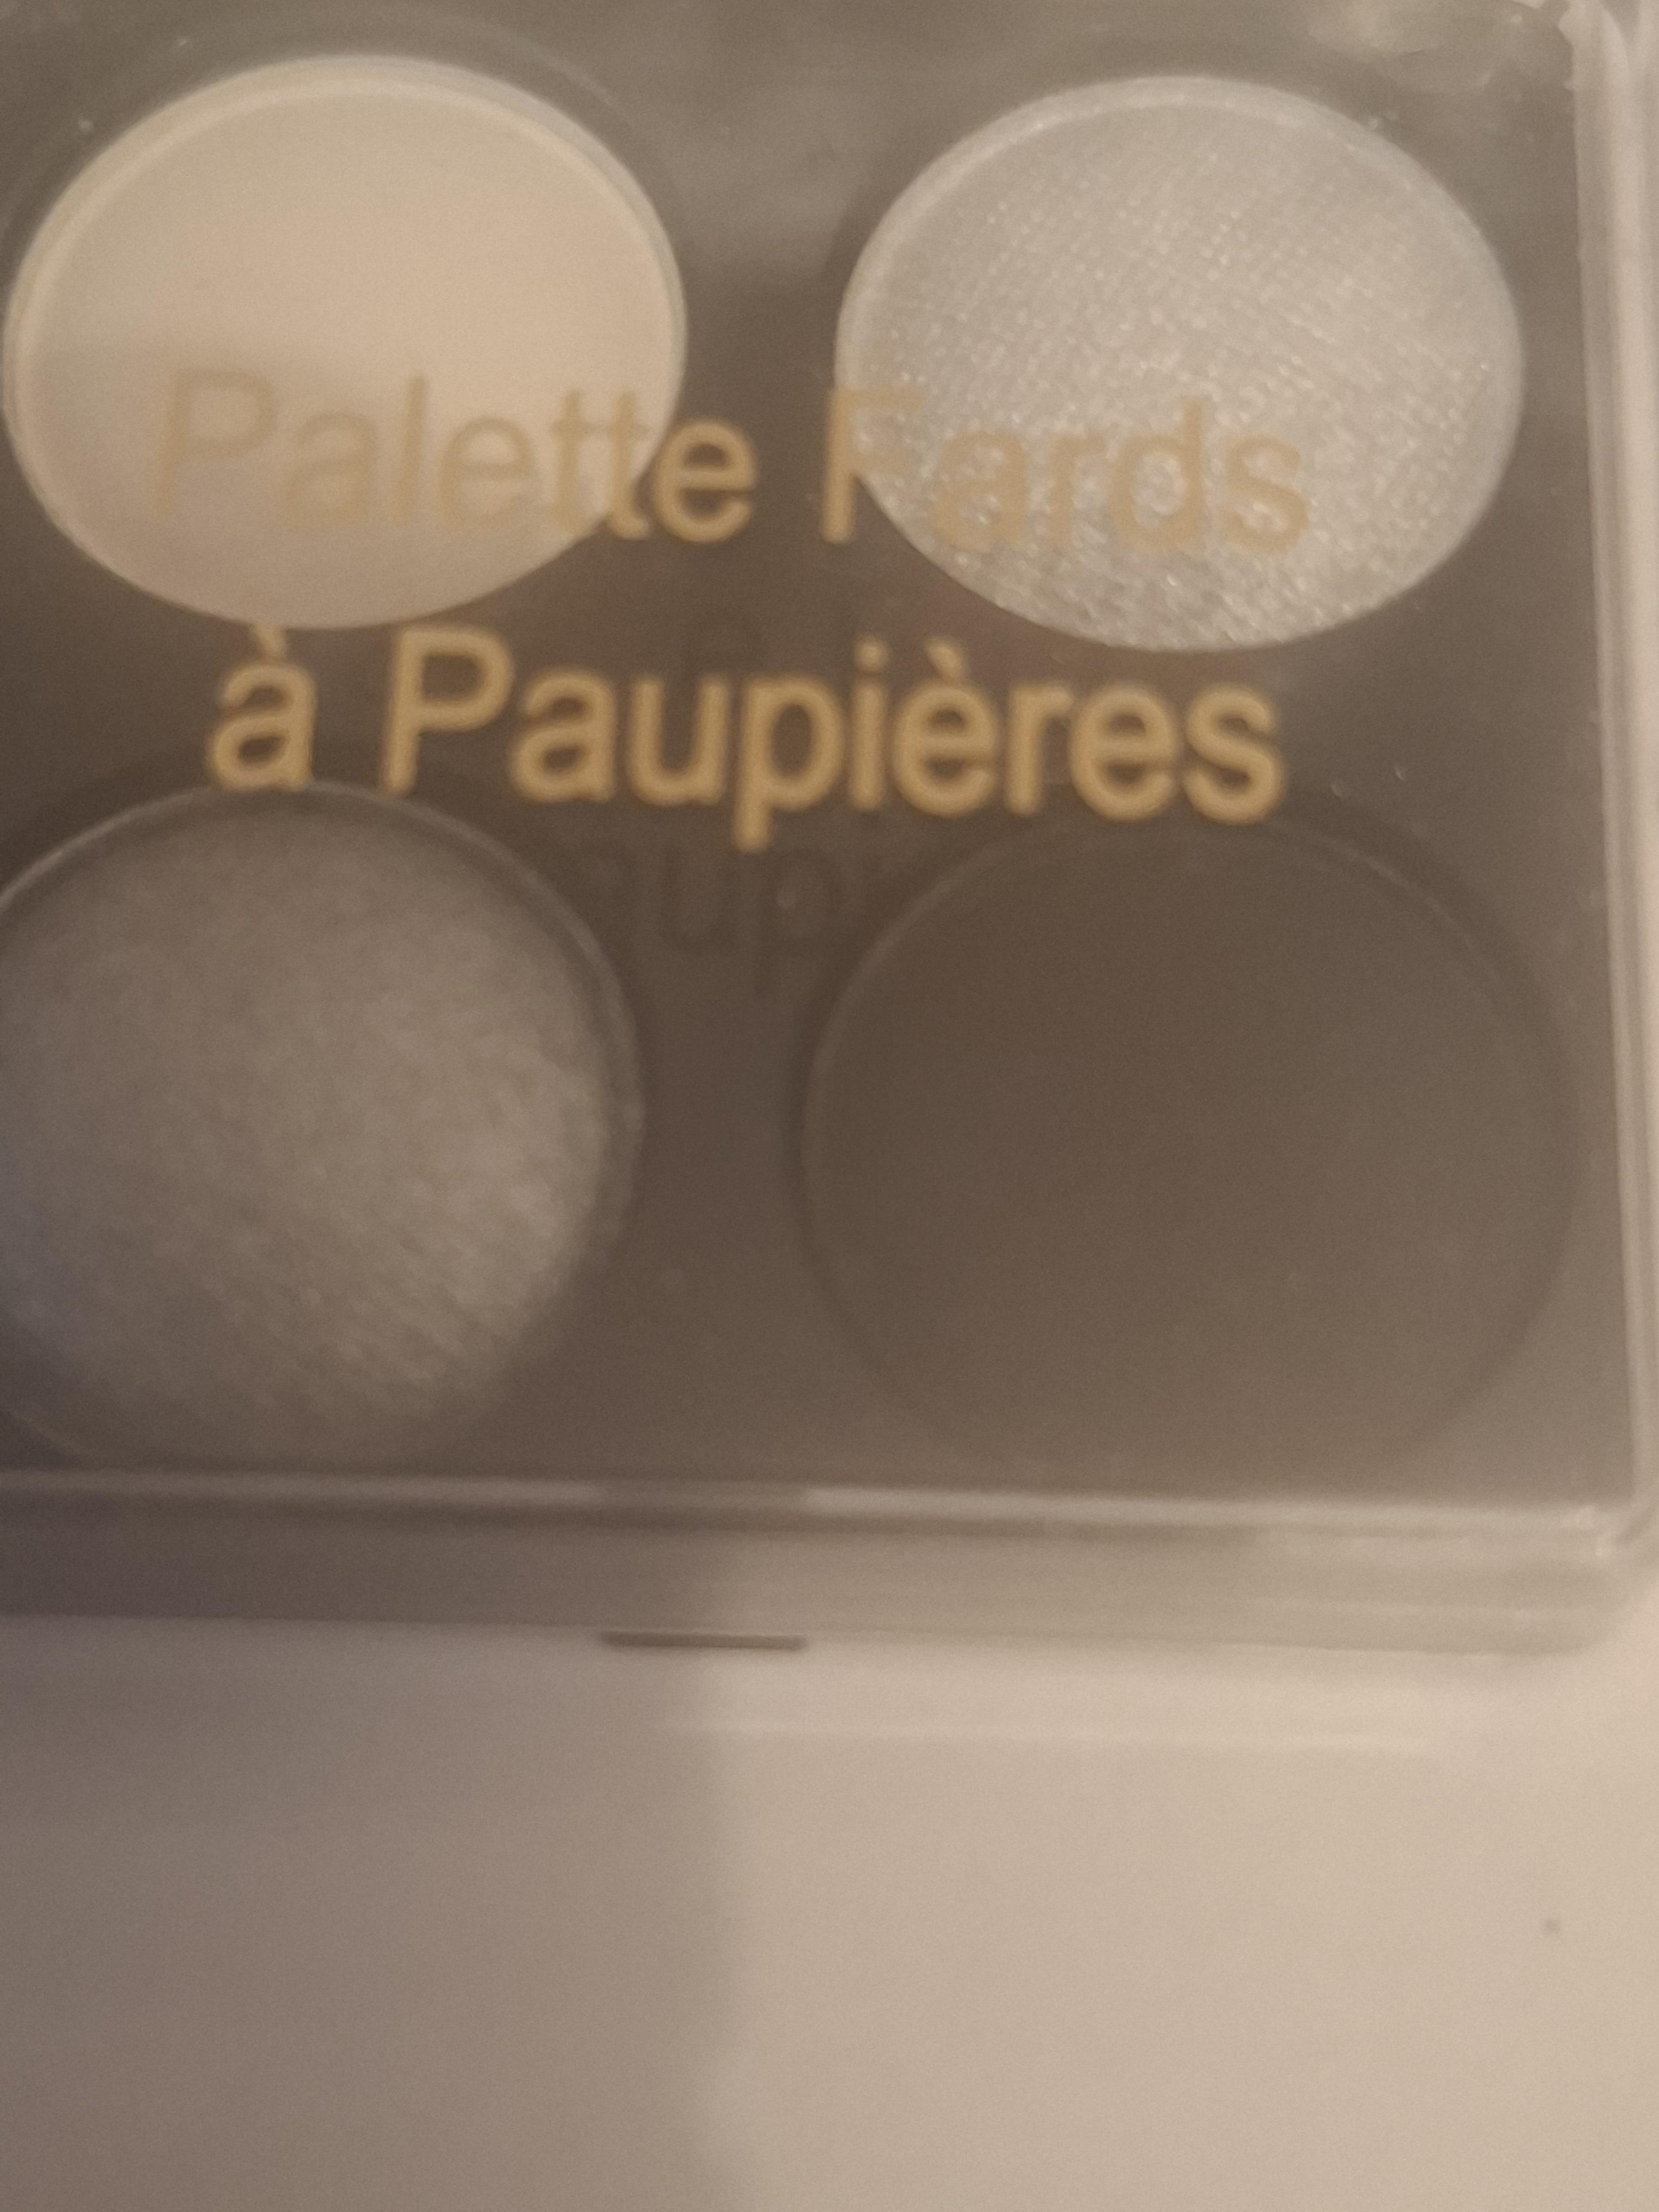 Palette Fards
à Paupières